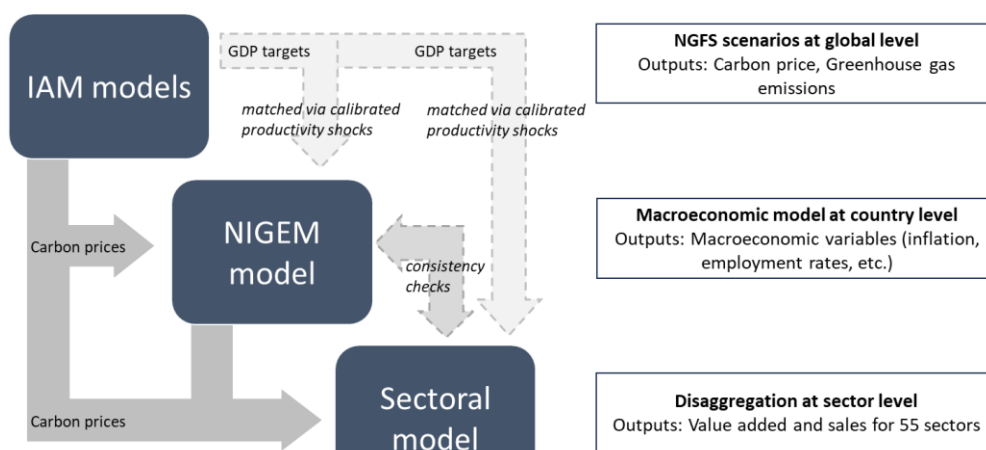 IAM models
GDP targets
GDP targets
matched via calibrated
productivity shocks
matched via calibrated
productivity shocks
NGFS scenarios at global level
Outputs: Carbon price, Greenhouse gas
emissions
Carbon prices
NIGEM
model
consistency
checks
Macroeconomic model at country level
Outputs: Macroeconomic variables (inflation,
employment rates, etc.)
Carbon prices
Sectoral
model
Disaggregation at sector level
Outputs: Value added and sales for 55 sectors